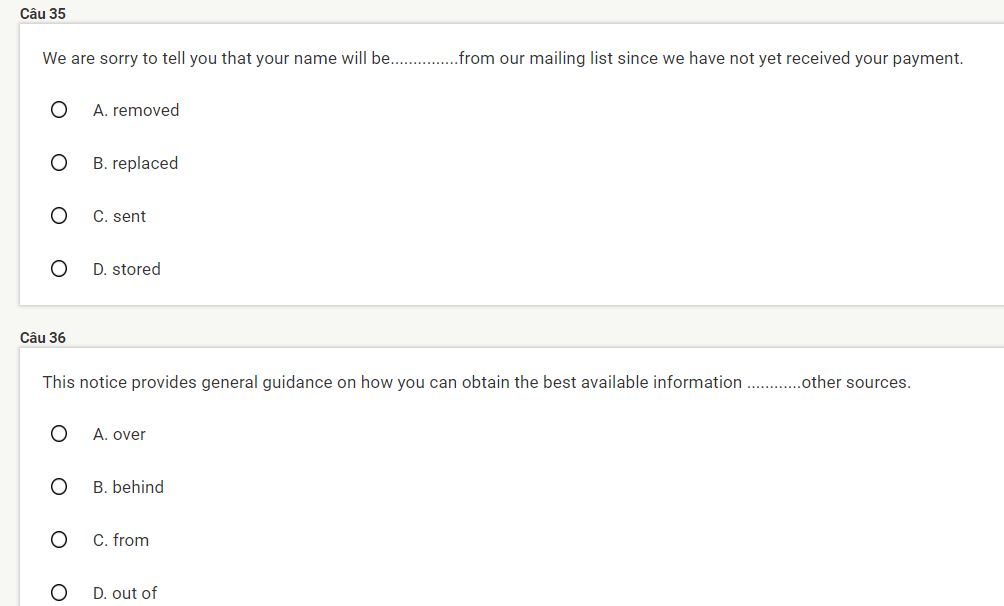 Câu 35
We are sorry to tell you that your name will be...............from our mailing list since we have not yet received your payment.
A. removed
B. replaced
C. sent
D. stored
Câu 36
This notice provides general guidance on how you can obtain the best available information ............other sources.
A. over
B. behind
C. from
D. out of